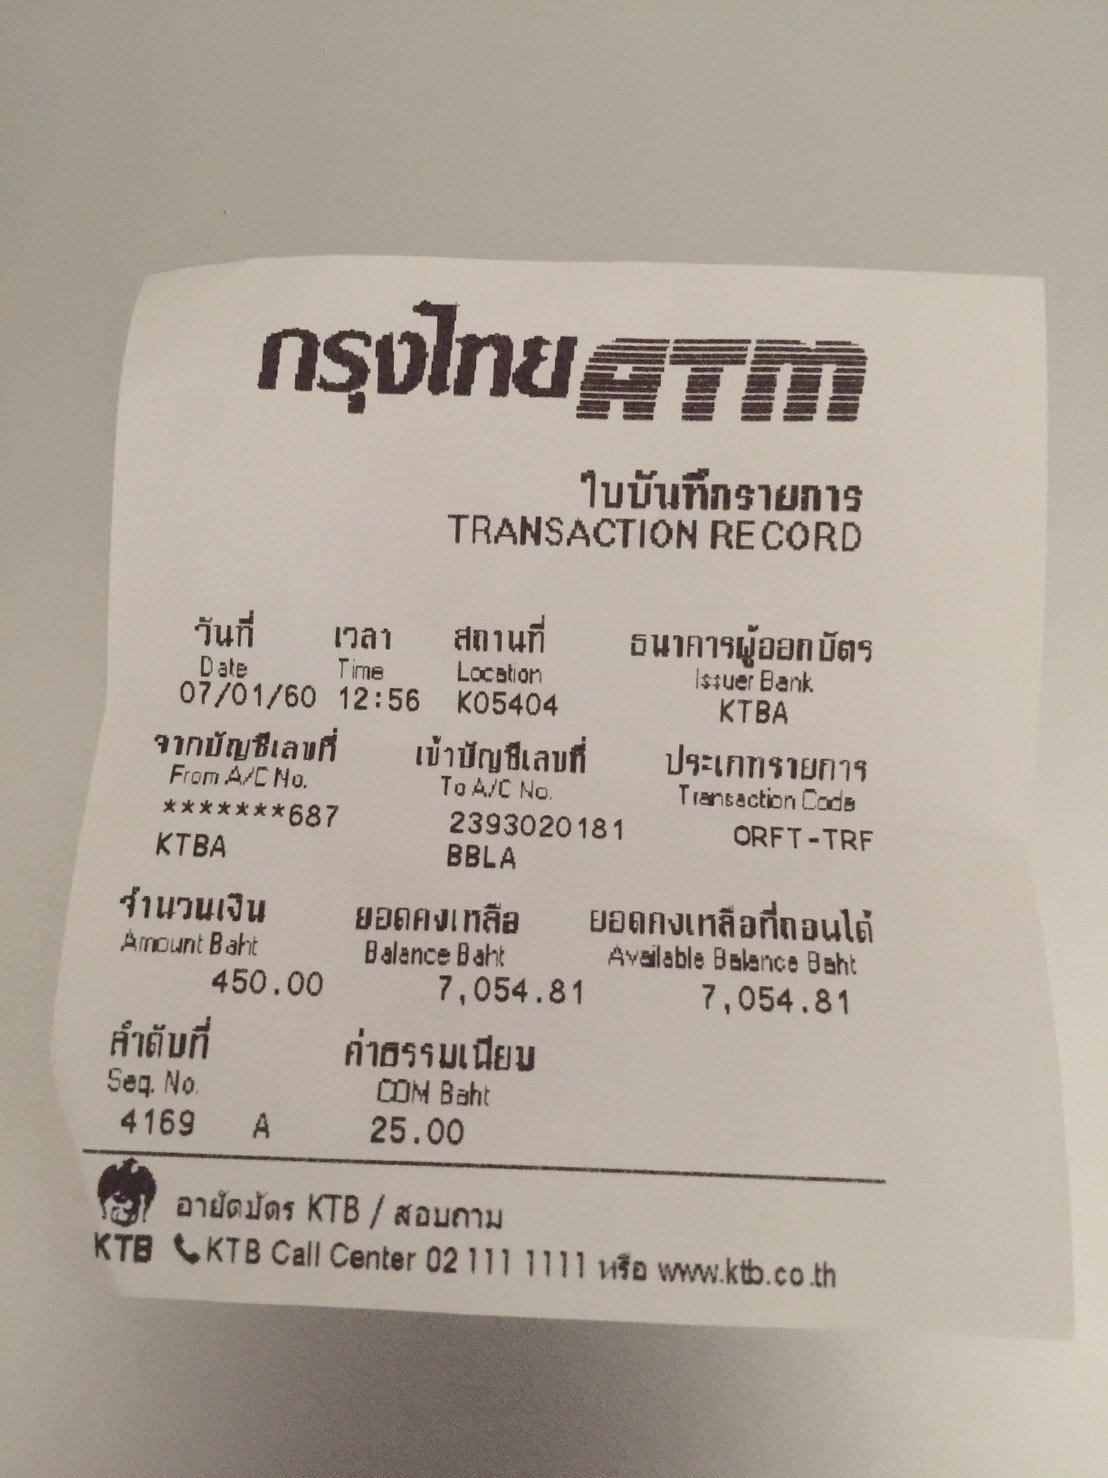 กรุงไทย ATM
ใบบันทึกรายการ
TRANSACTION RECORD
วันที่ เวลา สถานที่ ธนาคารผู้ออกบัตร
Date Time Location Issuer Bank
07/01/60 12:56 K05404 KTBA
จากบัญชีเลขที่ เข้าบัญชีเลขที่ ประเภทรายการ
From A/C No. To A/C No. Transaction Code
*******687 2393020181 ORFT-TRF
KTBA BBLA
จำนวนเงิน ยอดคงเหลือ ยอดคงเหลือที่ถอนได้
Amount Baht Balance Baht Available Balance Baht
450.00 7,054.81 7,054.81
ลำดับที่ ค่าธรรมเนียม
Seq. No. COM Baht
4169 A 25.00
อายัดบัตร KTB / สอบถาม
KTB KTB Call Center 02 111 1111 หรือ www.ktb.co.th